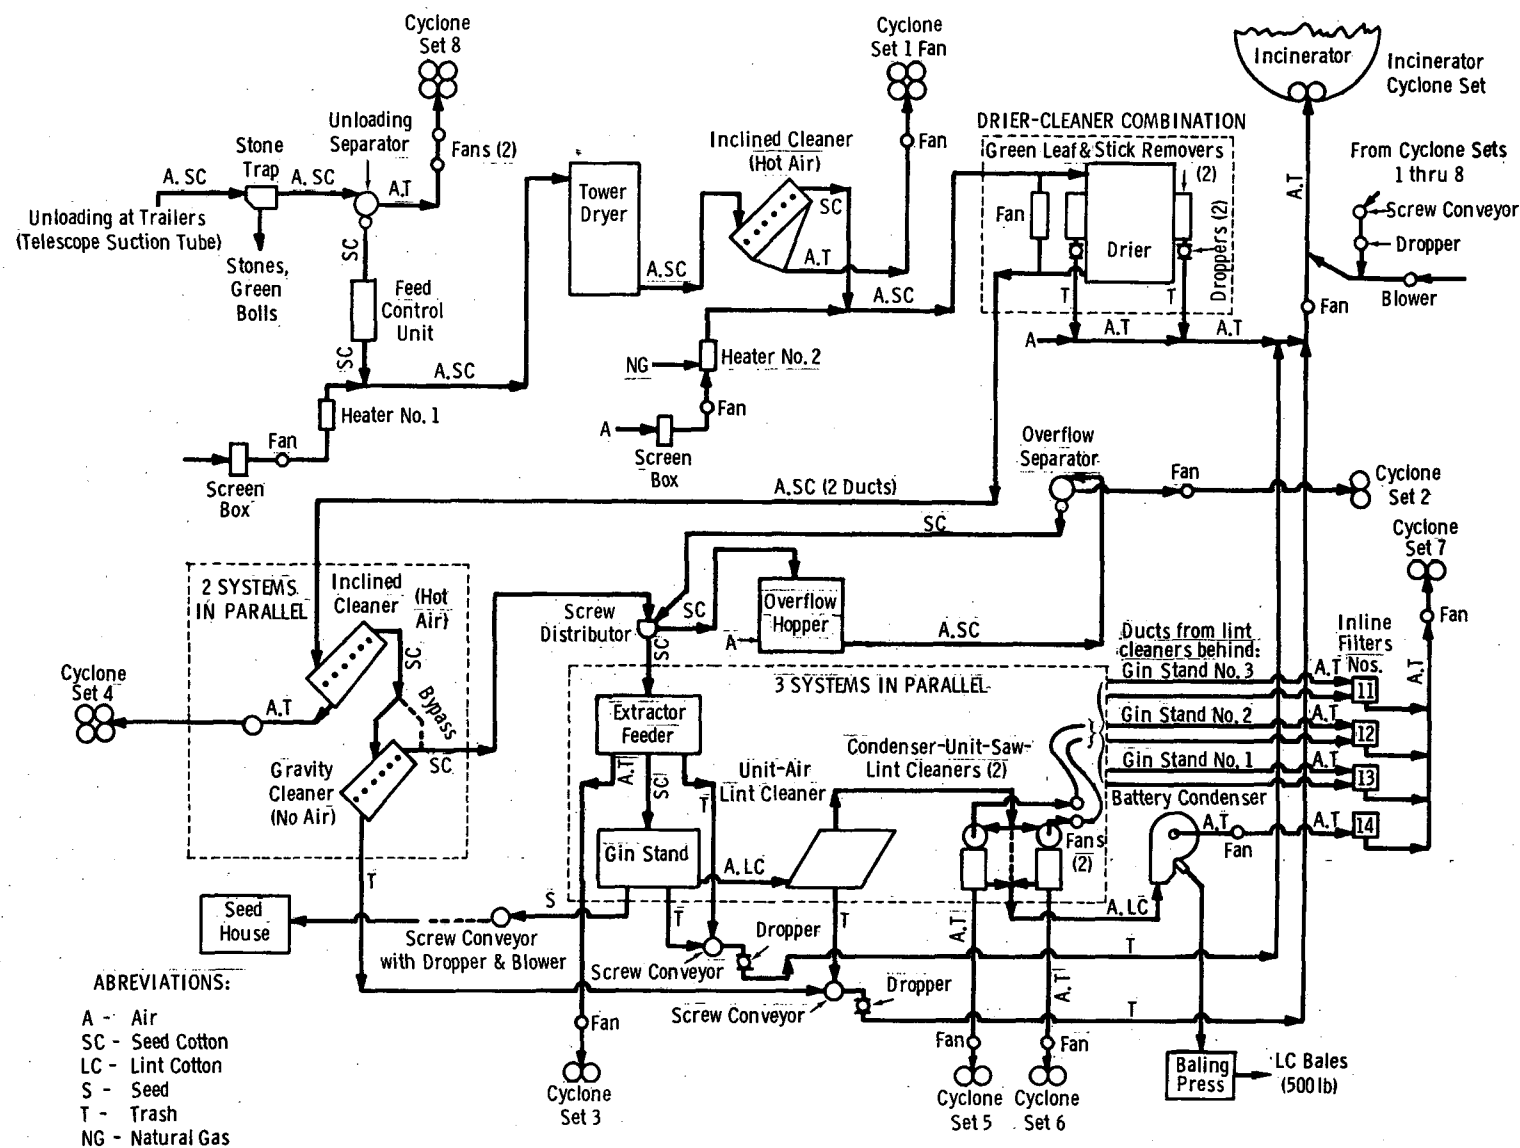 Cyclone
Set 8
Cyclone
Set 1 Fan
Incinerator
Incinerator
Cyclone Set
Unloading
Separator
Fans (2)
Stone
Trap
A. SC
A. SC
A.T
Unloading at Trailers
(Telescope Suction Tube)
Stones,
Green
Bolls
SC
Feed
Control
Unit
SC
A.SC
Heater No. 1
Fan
Screen
Box
Tower
Dryer
A.SC
Inclined Cleaner
(Hot Air)
SC
A.T
Fan
A.SC
NG
Heater No. 2
Fan
A
Screen
Box
DRIER-CLEANER COMBINATION
Green Leaf & Stick Removers
(2)
Fan
Drier
Droppers (2)
T
T
A
A.T
A.T
A.T
Fan
From Cyclone Sets
1 thru 8
Screw Conveyor
Dropper
Blower
Overflow
Separator
Fan
Cyclone
Set 2
A.SC (2 Ducts)
SC
Cyclone
Set 7
Fan
2 SYSTEMS
IN PARALLEL
Inclined
Cleaner
(Hot
Air)
SC
Bypass
A.T
Cyclone
Set 4
SC
Gravity
Cleaner
(No Air)
T
Screw
Distributor
SC
SC
A
Overflow
Hopper
A.SC
Ducts from lint
cleaners behind:
Inline
Filters
Nos.
Gin Stand No. 3
A.T
11
A.T
Gin Stand No. 2
A.T
12
Gin Stand No. 1
A.T
13
Battery Condenser
A.T
Fan
A.T
14
3 SYSTEMS IN PARALLEL
Extractor
Feeder
A.T
SC
T
Unit-Air
Lint Cleaner
Condenser-Unit-Saw-
Lint Cleaners (2)
Fans
(2)
Gin Stand
A.LC
A.LC
S
T
T
A.T
Seed
House
Screw Conveyor
with Dropper & Blower
Dropper
Screw Conveyor
T
Dropper
Screw Conveyor
A.T
T
Fan
Cyclone
Set 3
Fan
Fan
Cyclone
Set 5
Cyclone
Set 6
Baling
Press
LC Bales
(500 lb)
ABREVIATIONS:
A - Air
SC - Seed Cotton
LC - Lint Cotton
S - Seed
T - Trash
NG - Natural Gas